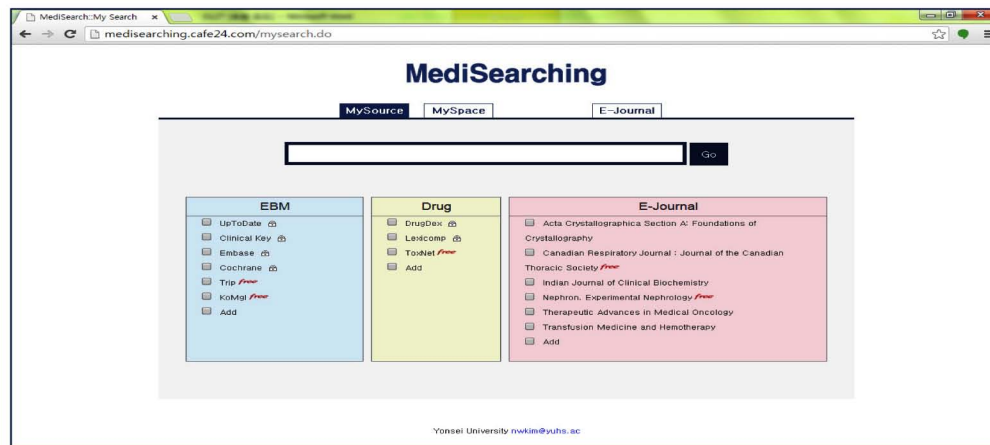 MediSearch::My Search
medisearching.cafe24.com/mysearch.do
MediSearching
MySource MySpace E-Journal
Go
EBM
UpToDate
Clinical Key
Embase
Cochrane
Trip free
KoMgI free
Add
Drug
DrugDex
Lexicomp
ToxNet free
Add
E-Journal
Acta Crystallographica Section A: Foundations of
Crystallography
Canadian Respiratory Journal : Journal of the Canadian
Thoracic Society free
Indian Journal of Clinical Biochemistry
Nephron. Experimental Nephrology free
Therapeutic Advances in Medical Oncology
Transfusion Medicine and Hemotherapy
Add
Yonsei University nwkim@yuhs.ac